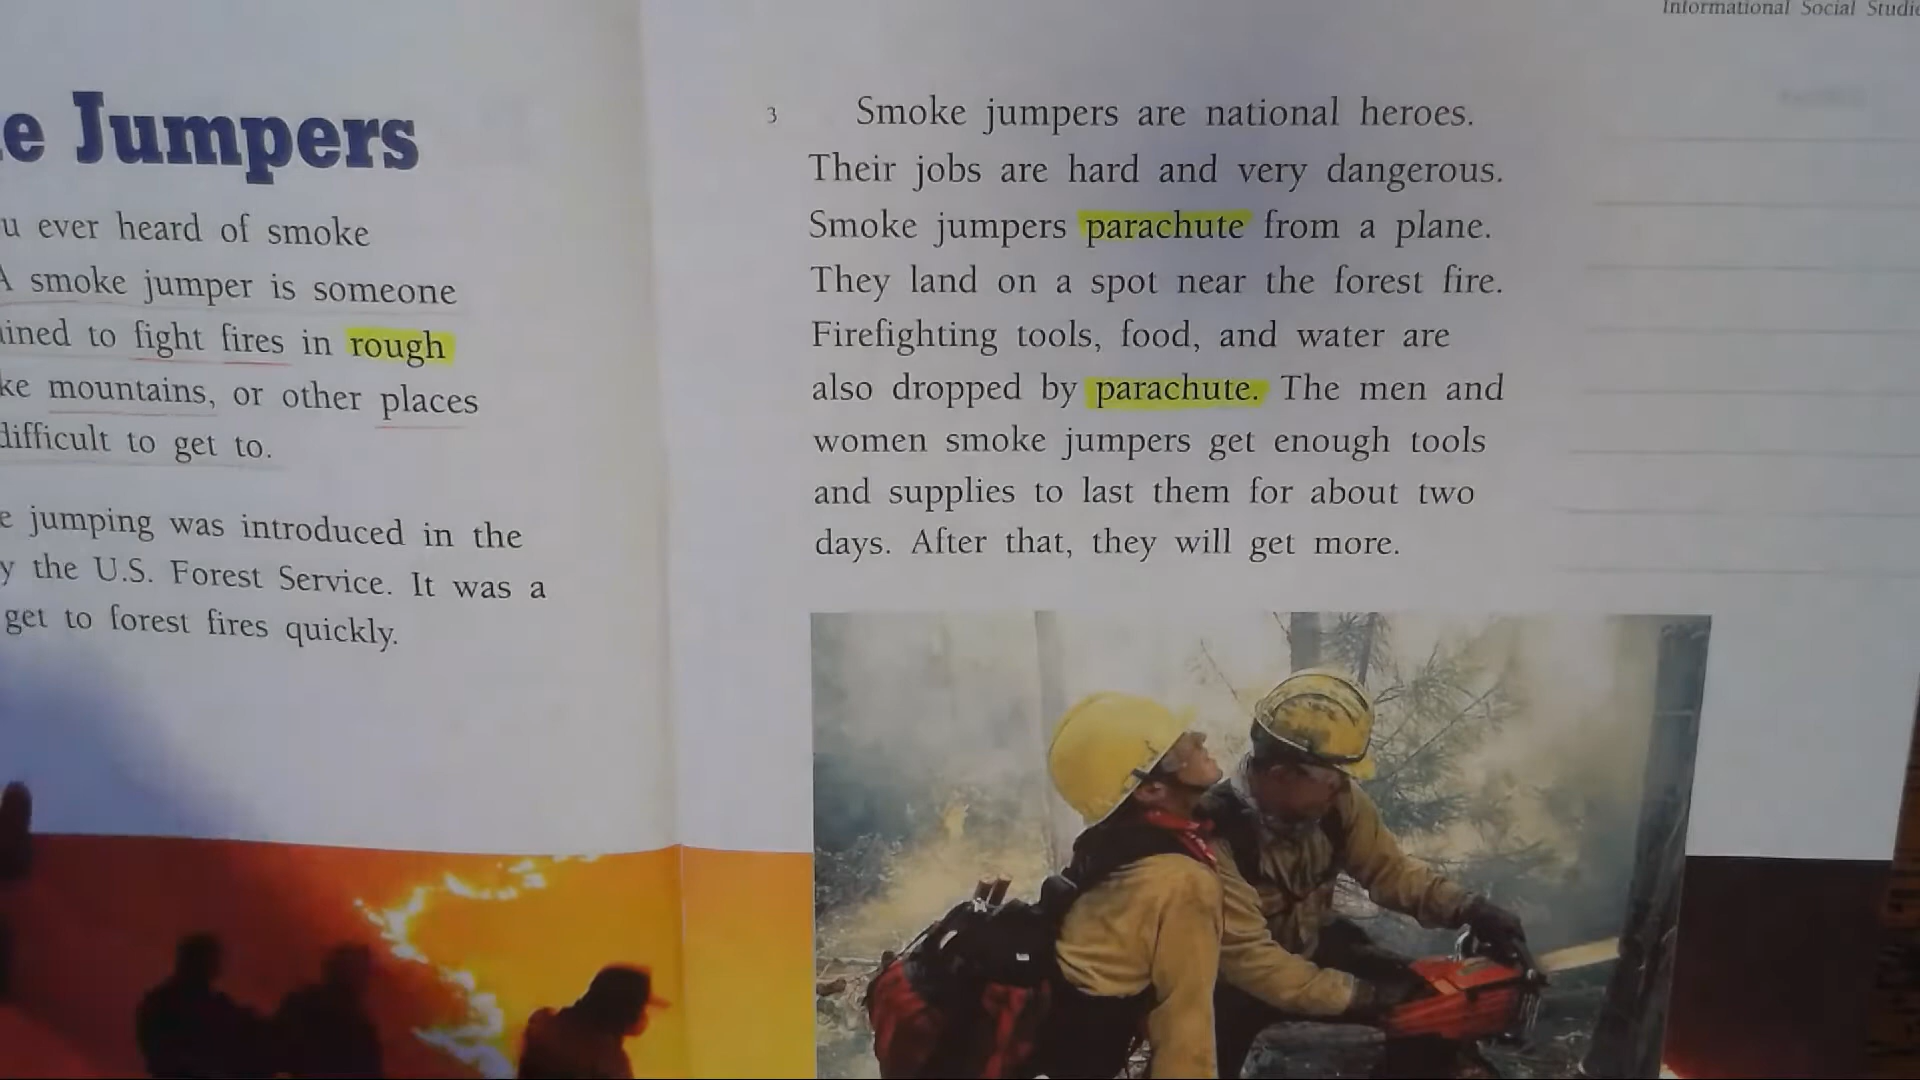 Informational Social Studie
e Jumpers
u ever heard of smoke
A smoke jumper is someone
ined to fight fires in rough
ke mountains, or other places
difficult to get to.
e jumping was introduced in the
y the U.S. Forest Service. It was a
get to forest fires quickly.
3 Smoke jumpers are national heroes.
Their jobs are hard and very dangerous.
Smoke jumpers parachute from a plane.
They land on a spot near the forest fire.
Firefighting tools, food, and water are
also dropped by parachute. The men and
women smoke jumpers get enough tools
and supplies to last them for about two
days. After that, they will get more.